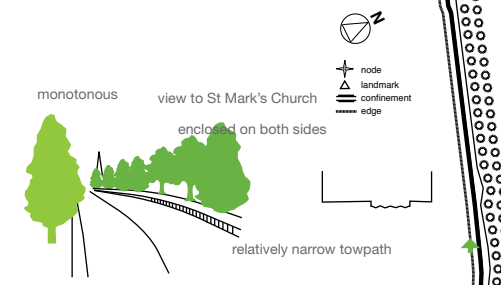 N
node
landmark
confinement
edge
monotonous
view to St Mark's Church
enclosed on both sides
relatively narrow towpath